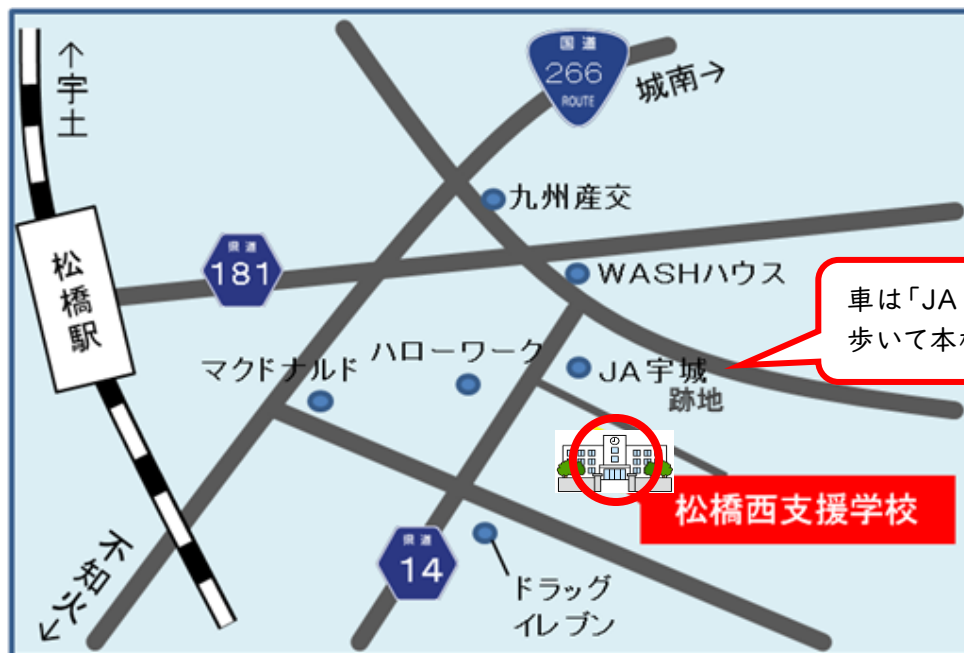 ↑宇土
国道
266
ROUTE
城南→
九州産交
松橋駅
県道
181
WASHハウス
車は「JA
歩いて本
マクドナルド
ハローワーク
JA宇城
跡地
松橋西支援学校
県道
14
ドラッグ
イレブン
不知火
↓